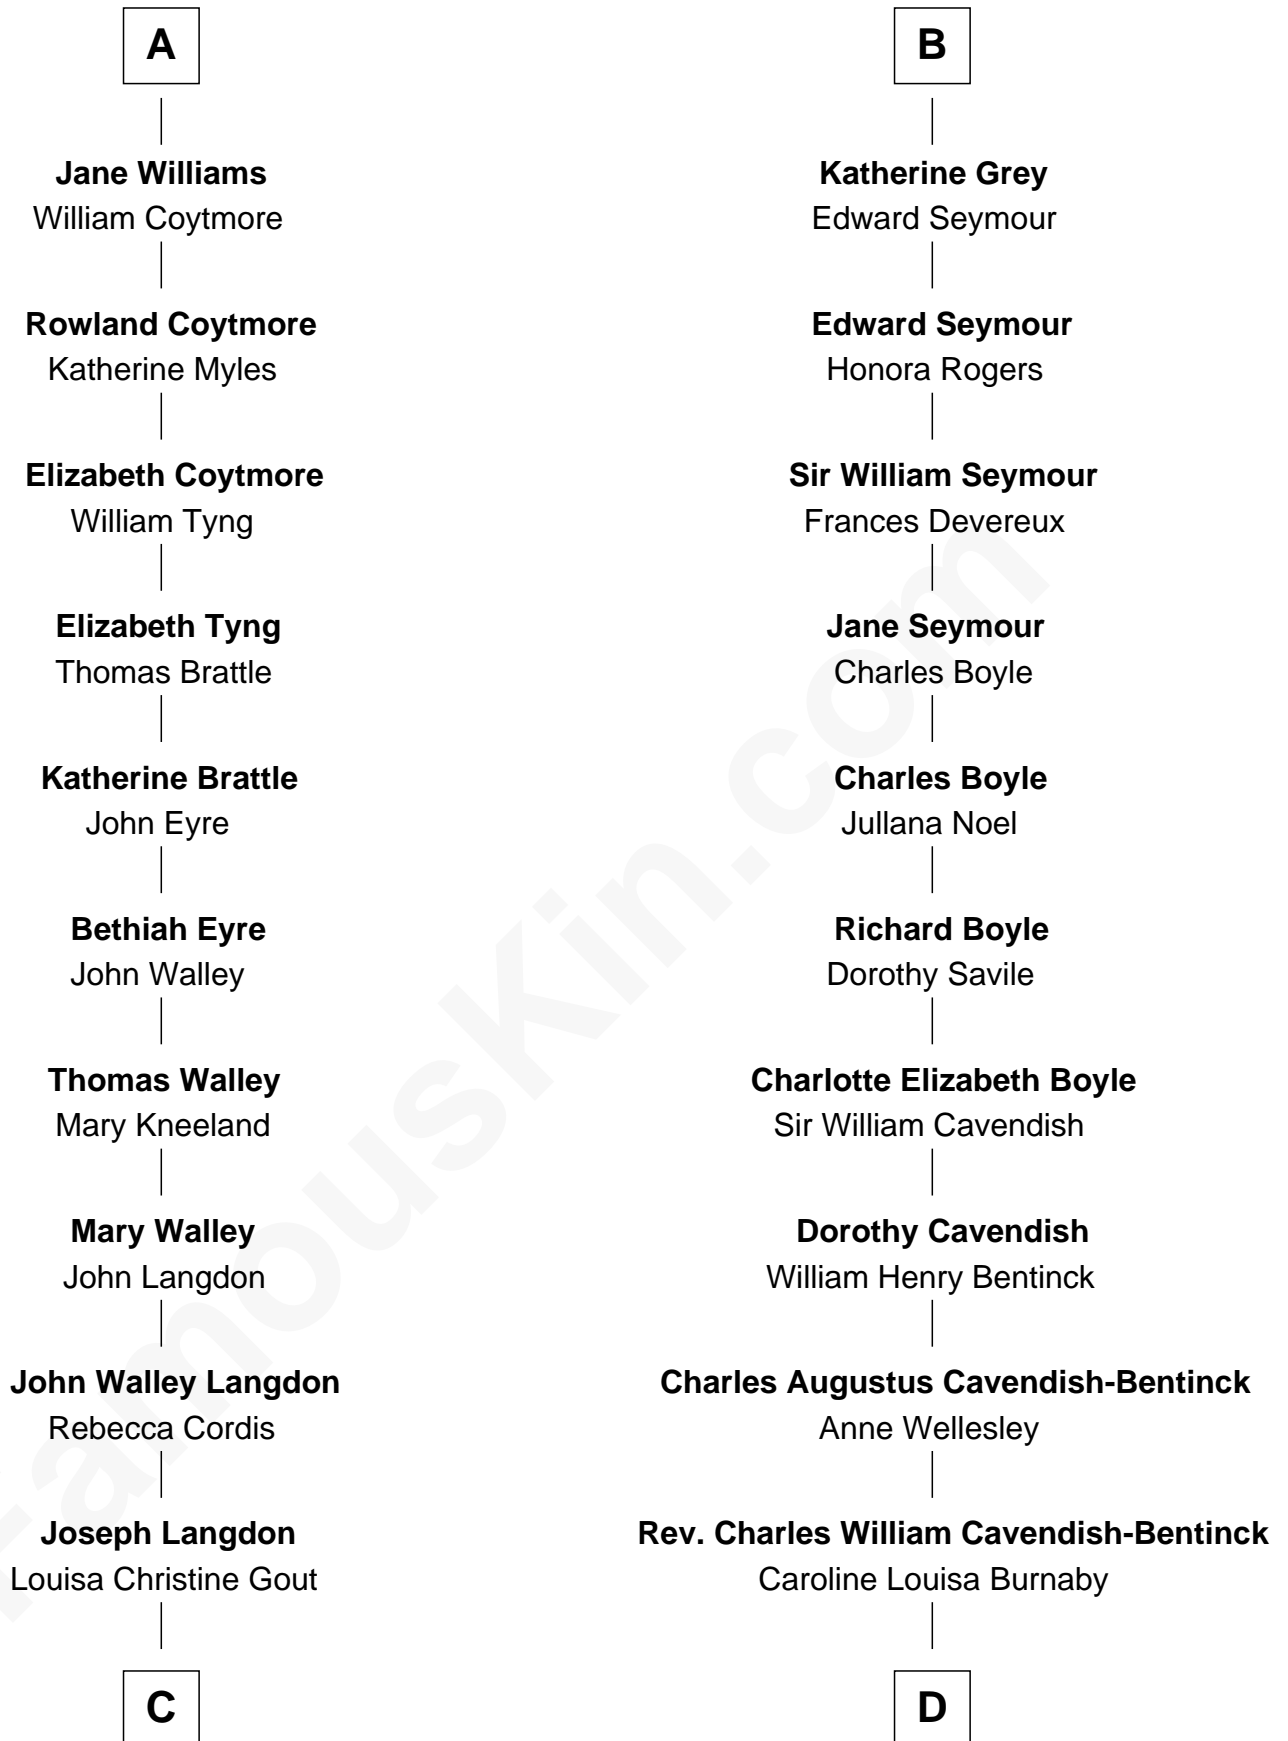 A
Jane Williams
William Coytmore
Rowland Coytmore
Katherine Myles
Elizabeth Coytmore
William Tyng
Elizabeth Tyng
Thomas Brattle
Katherine Brattle
John Eyre
Bethiah Eyre
John Walley
Thomas Walley
Mary Kneeland
Mary Walley
John Langdon
John Walley Langdon
Rebecca Cordis
Joseph Langdon
Louisa Christine Gout
C
B
Katherine Grey
Edward Seymour
Edward Seymour
Honora Rogers
Sir William Seymour
Frances Devereux
Jane Seymour
Charles Boyle
Charles Boyle
Jullana Noel
Richard Boyle
Dorothy Savile
Charlotte Elizabeth Boyle
Sir William Cavendish
Dorothy Cavendish
William Henry Bentinck
Charles Augustus Cavendish-Bentinck
Anne Wellesley
Rev. Charles William Cavendish-Bentinck
Caroline Louisa Burnaby
D
FamousKin.com